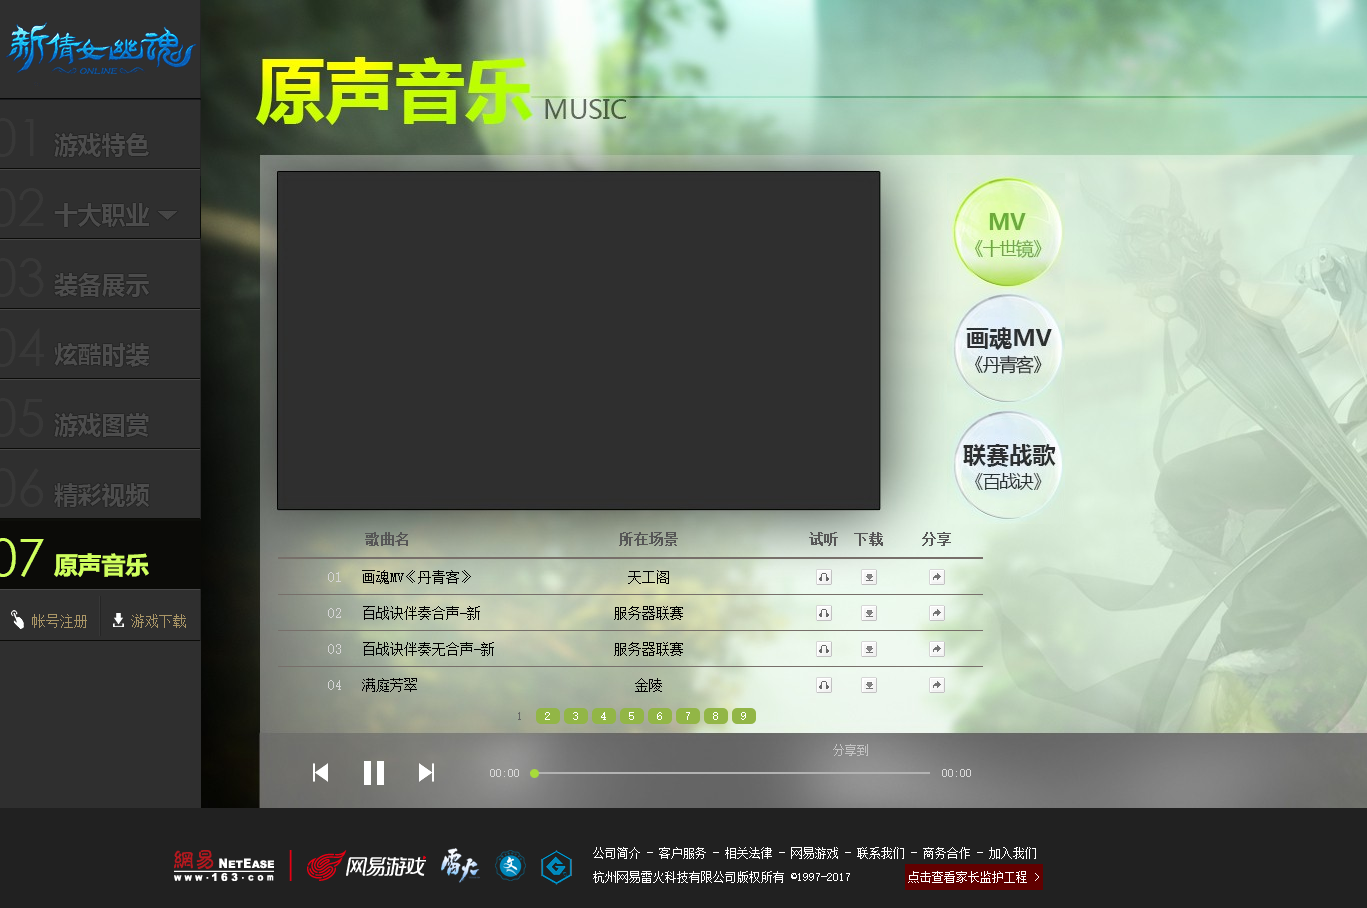 新倩女幽魂
ONLINE
01 游戏特色
02 十大职业
03 装备展示
04 炫酷时装
05 游戏图赏
06 精彩视频
07 原声音乐
帐号注册 游戏下载
原声音乐 MUSIC
MV
《十世镜》
画魂MV
《丹青客》
联赛战歌
《百战诀》
歌曲名 所在场景 试听 下载 分享
01 画魂MV《丹青客》 天工阁
02 百战诀伴奏合声-新 服务器联赛
03 百战诀伴奏无合声-新 服务器联赛
04 满庭芳翠 金陵
1 2 3 4 5 6 7 8 9
分享到
00:00 00:00
網易 NETEASE
www.163.com
网易游戏 雷火
公司简介 - 客户服务 - 相关法律 - 网易游戏 - 联系我们 - 商务合作 - 加入我们
杭州网易雷火科技有限公司版权所有 ©1997-2017
点击查看家长监护工程 >